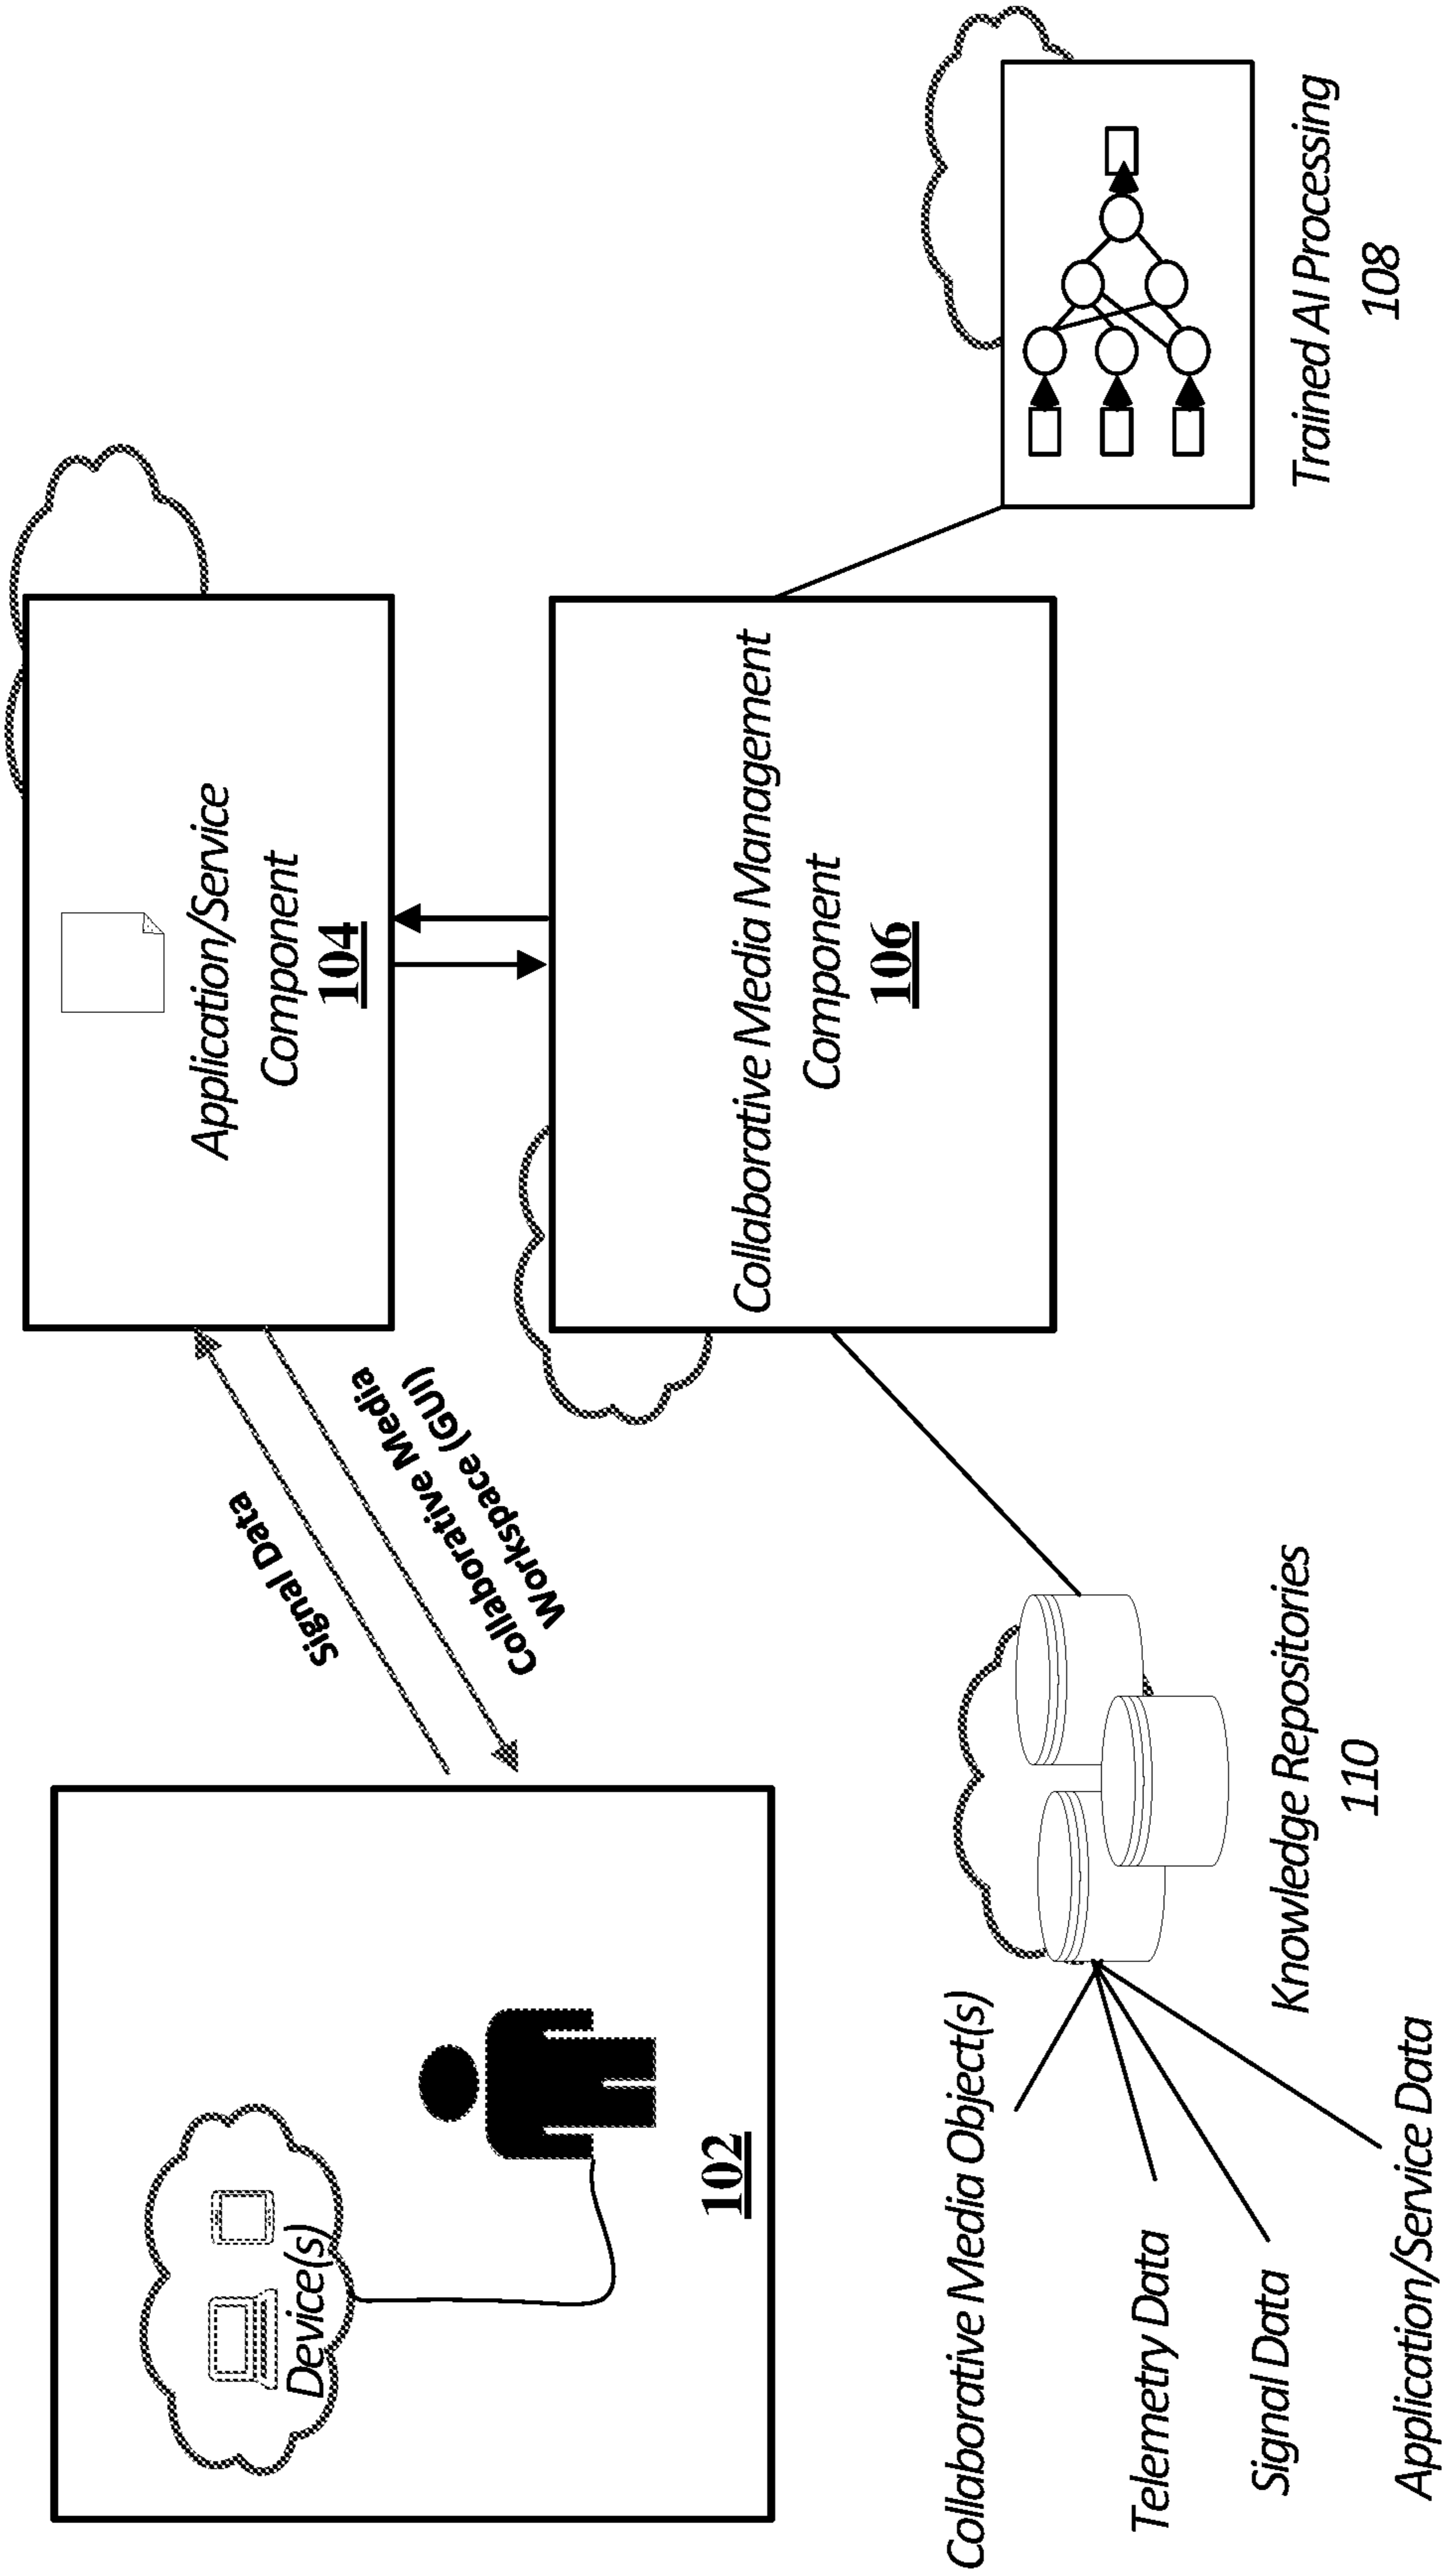 Device(s)
102
Signal Data
Collaborative Media
Workspace (GUI)
Application/Service
Component
104
Collaborative Media Management
Component
106
Collaborative Media Object(s)
Telemetry Data
Signal Data
Application/Service Data
Knowledge Repositories
110
Trained AI Processing
108